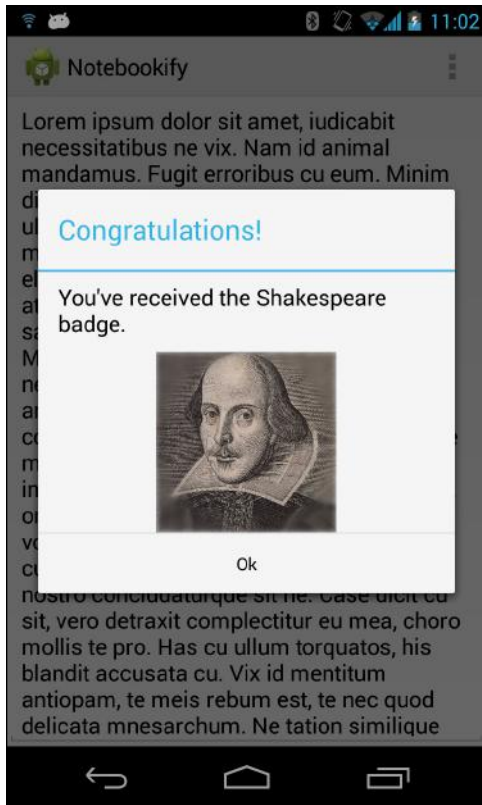 11:02
Notebookify
Lorem ipsum dolor sit amet, iudicabit
necessitatibus ne vix. Nam id animal
mandamus. Fugit erroribus cu eum. Minim
Congratulations!
You've received the Shakespeare
badge.
Ok
nostro concludaturque sit ne. Case dicit cu
sit, vero detraxit complectitur eu mea, choro
mollis te pro. Has cu ullum torquatos, his
blandit accusata cu. Vix id mentitum
antiopam, te meis rebum est, te nec quod
delicata mnesarchum. Ne tation similique